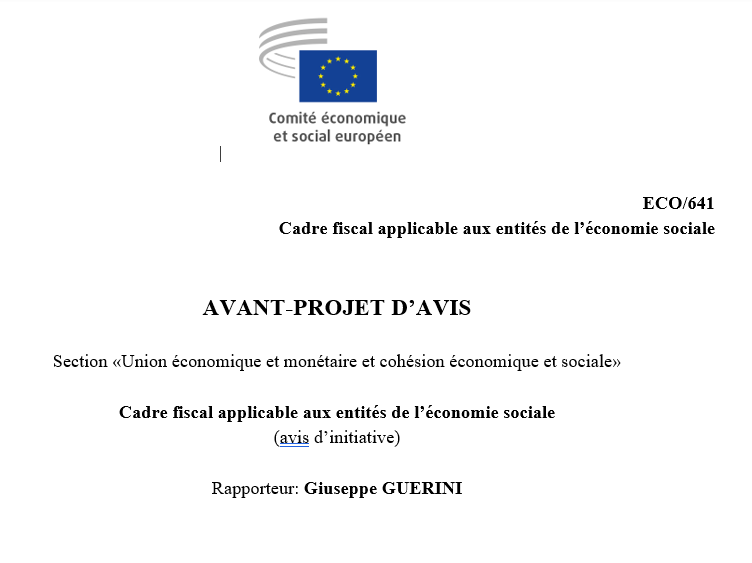 Comité économique
et social européen
ECO/641
Cadre fiscal applicable aux entités de l’économie sociale
AVANT-PROJET D’AVIS
Section «Union économique et monétaire et cohésion économique et sociale»
Cadre fiscal applicable aux entités de l’économie sociale
(avis d’initiative)
Rapporteur: Giuseppe GUERINI